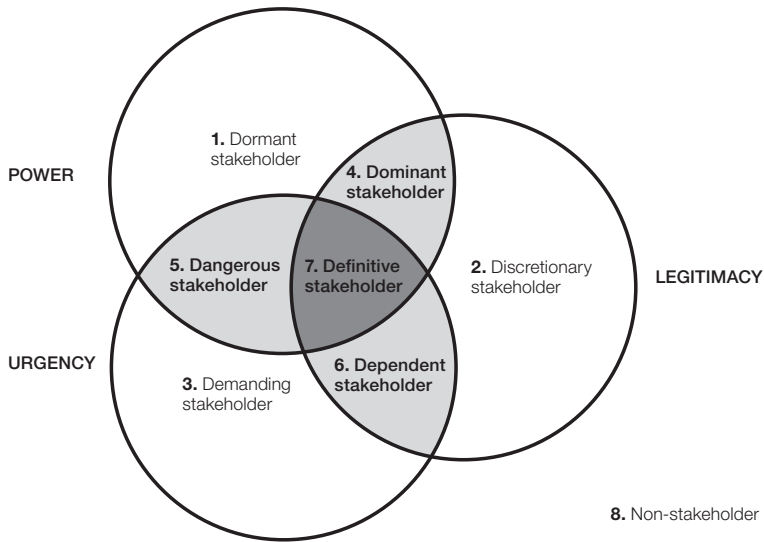 1. Dormant
stakeholder
POWER
4. Dominant
stakeholder
5. Dangerous
stakeholder
7. Definitive
stakeholder
2. Discretionary
stakeholder
LEGITIMACY
URGENCY
6. Dependent
stakeholder
3. Demanding
stakeholder
8. Non-stakeholder